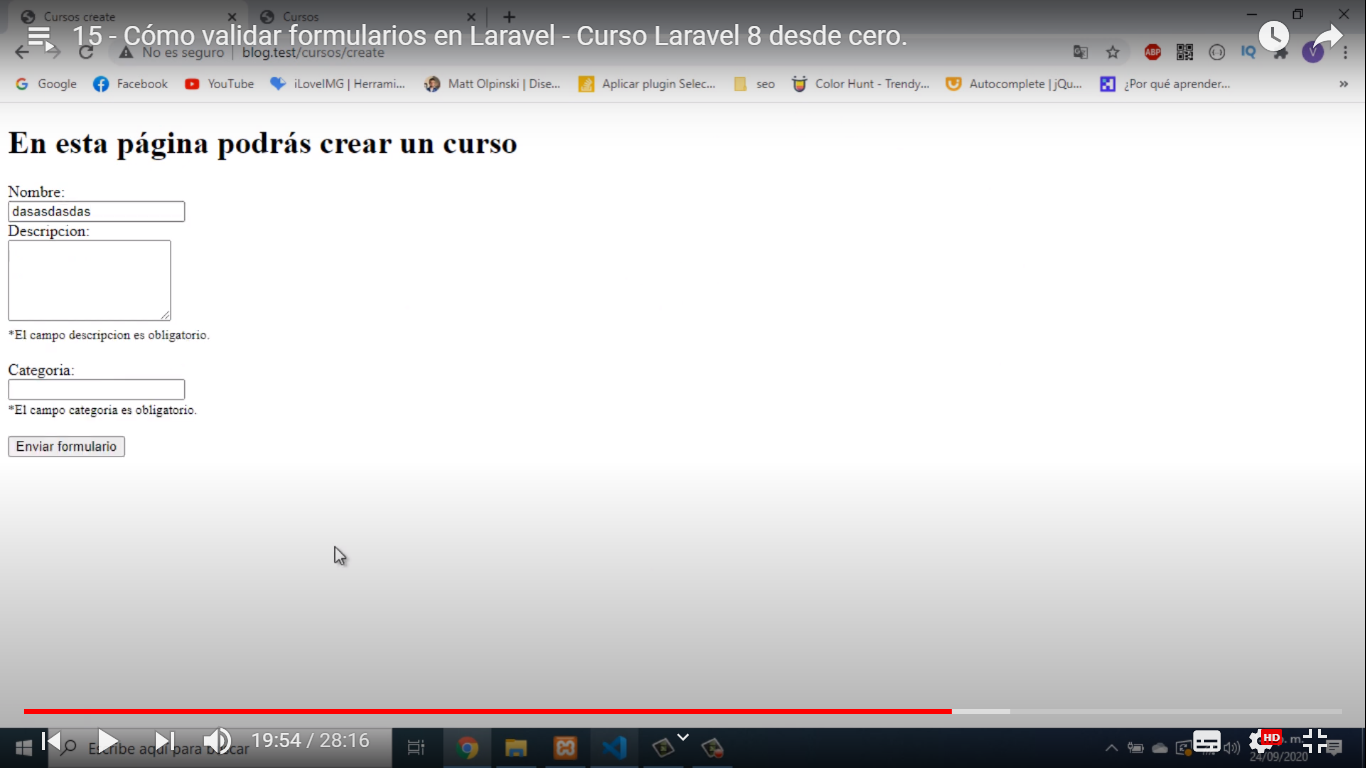 Cursos create
Cursos
15 - Cómo validar formularios en Laravel - Curso Laravel 8 desde cero.
No es seguro
blog.test/cursos/create
ABP
IQ
V
Google
Facebook
YouTube
iLoveIMG | Herrami...
Matt Olpinski | Dise...
Aplicar plugin Selec...
seo
Color Hunt - Trendy...
Autocomplete | jQu...
¿Por qué aprender...
En esta página podrás crear un curso
Nombre:
dasasdasdas
Descripcion:
*El campo descripcion es obligatorio.
Categoria:
*El campo categoria es obligatorio.
Enviar formulario
Escribe aquí para buscar
19:54 / 28:16
HD
24/09/2020